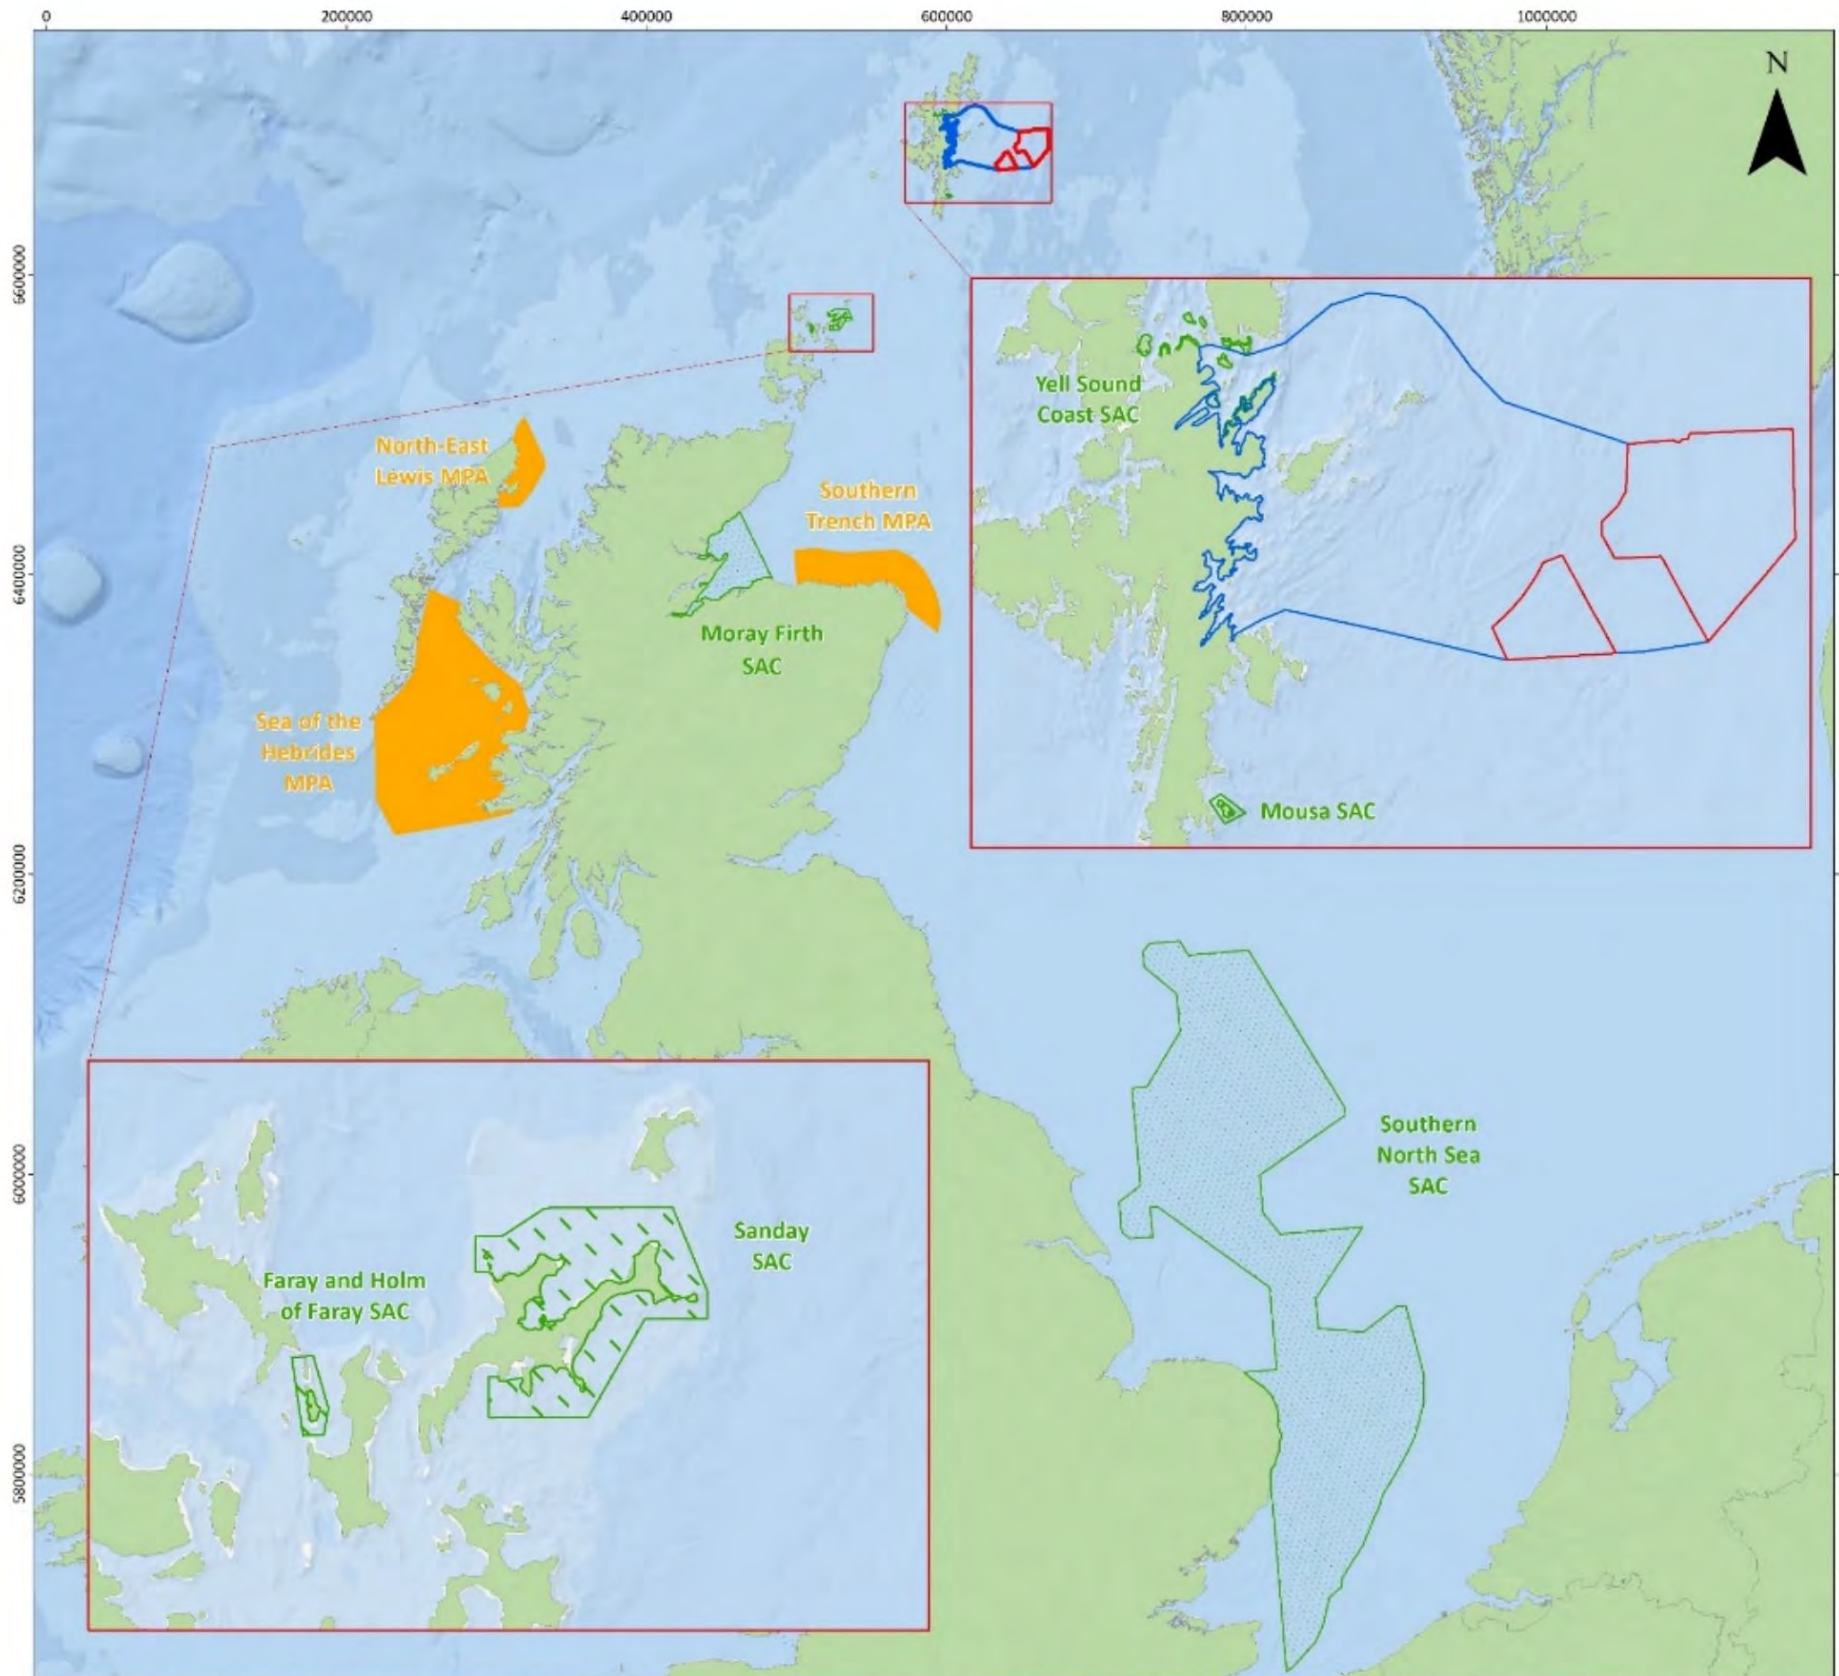 0
200000
400000
600000
800000
1000000
N
6600000
6400000
6200000
6000000
5800000
North-East
Lewis MPA
Southern
Trench MPA
Moray Firth
SAC
Sea of the
Hebrides
MPA
Yell Sound
Coast SAC
Mousa SAC
Southern
North Sea
SAC
Sanday
SAC
Faray and Holm
of Faray SAC